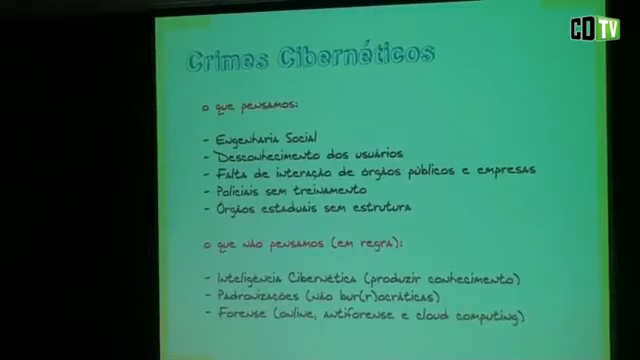 CDTV
Crimes Cibernéticos
o que pensamos:
- Engenharia Social
- Desconhecimento dos usuários
- Falta de interação de órgãos públicos e empresas
- Policiais sem treinamento
- Órgãos estaduais sem estrutura
o que não pensamos (em regra):
- Inteligência Cibernética (produzir conhecimento)
- Padronizações (não bur(r)ocráticas)
- Forense (online, antiforense e cloud computing)